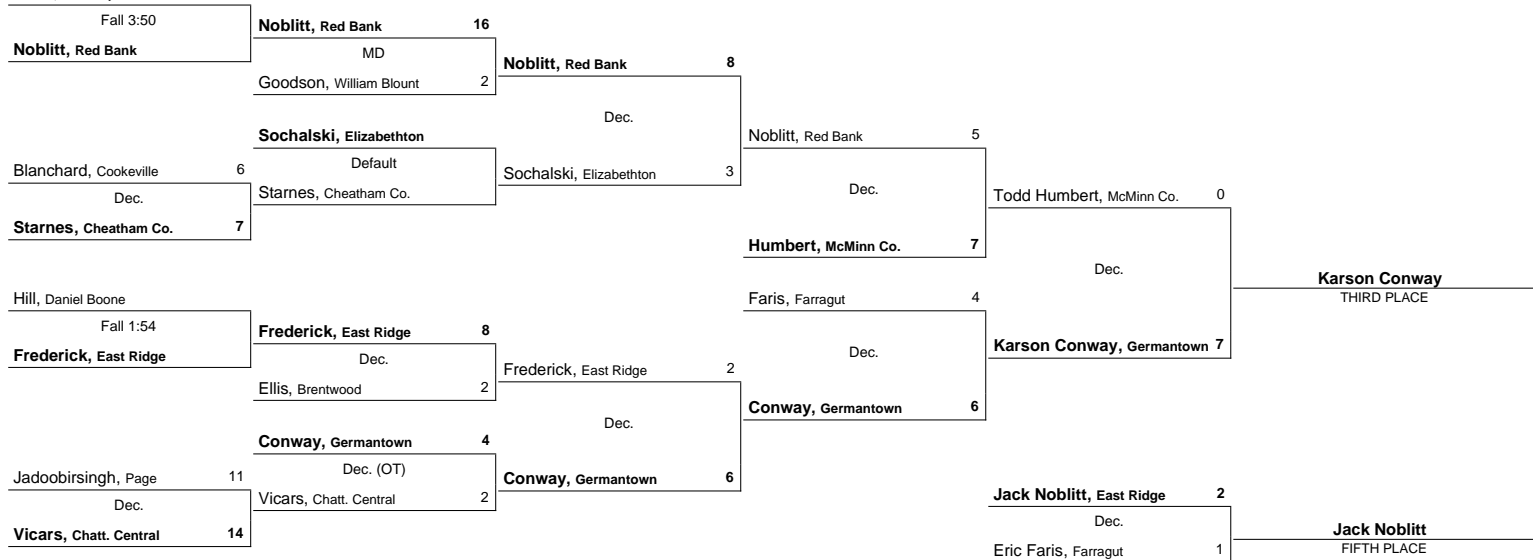 Fall 3:50
Noblitt, Red Bank
Blanchard, Cookeville 6
Dec.
Starnes, Cheatham Co. 7
Hill, Daniel Boone
Fall 1:54
Frederick, East Ridge
Jadoobirsingh, Page 11
Dec.
Vicars, Chatt. Central 14
Noblitt, Red Bank 16
MD
Goodson, William Blount 2
Sochalski, Elizabethton
Default
Starnes, Cheatham Co.
Frederick, East Ridge 8
Dec.
Ellis, Brentwood 2
Conway, Germantown 4
Dec. (OT)
Vicars, Chatt. Central 2
Noblitt, Red Bank 8
Dec.
Sochalski, Elizabethton 3
Frederick, East Ridge 2
Dec.
Conway, Germantown 6
Noblitt, Red Bank 5
Dec.
Humbert, McMinn Co. 7
Faris, Farragut 4
Dec.
Conway, Germantown 6
Todd Humbert, McMinn Co. 0
Dec.
Karson Conway, Germantown 7
Karson Conway
THIRD PLACE
Jack Noblitt, East Ridge 2
Dec.
Eric Faris, Farragut 1
Jack Noblitt
FIFTH PLACE